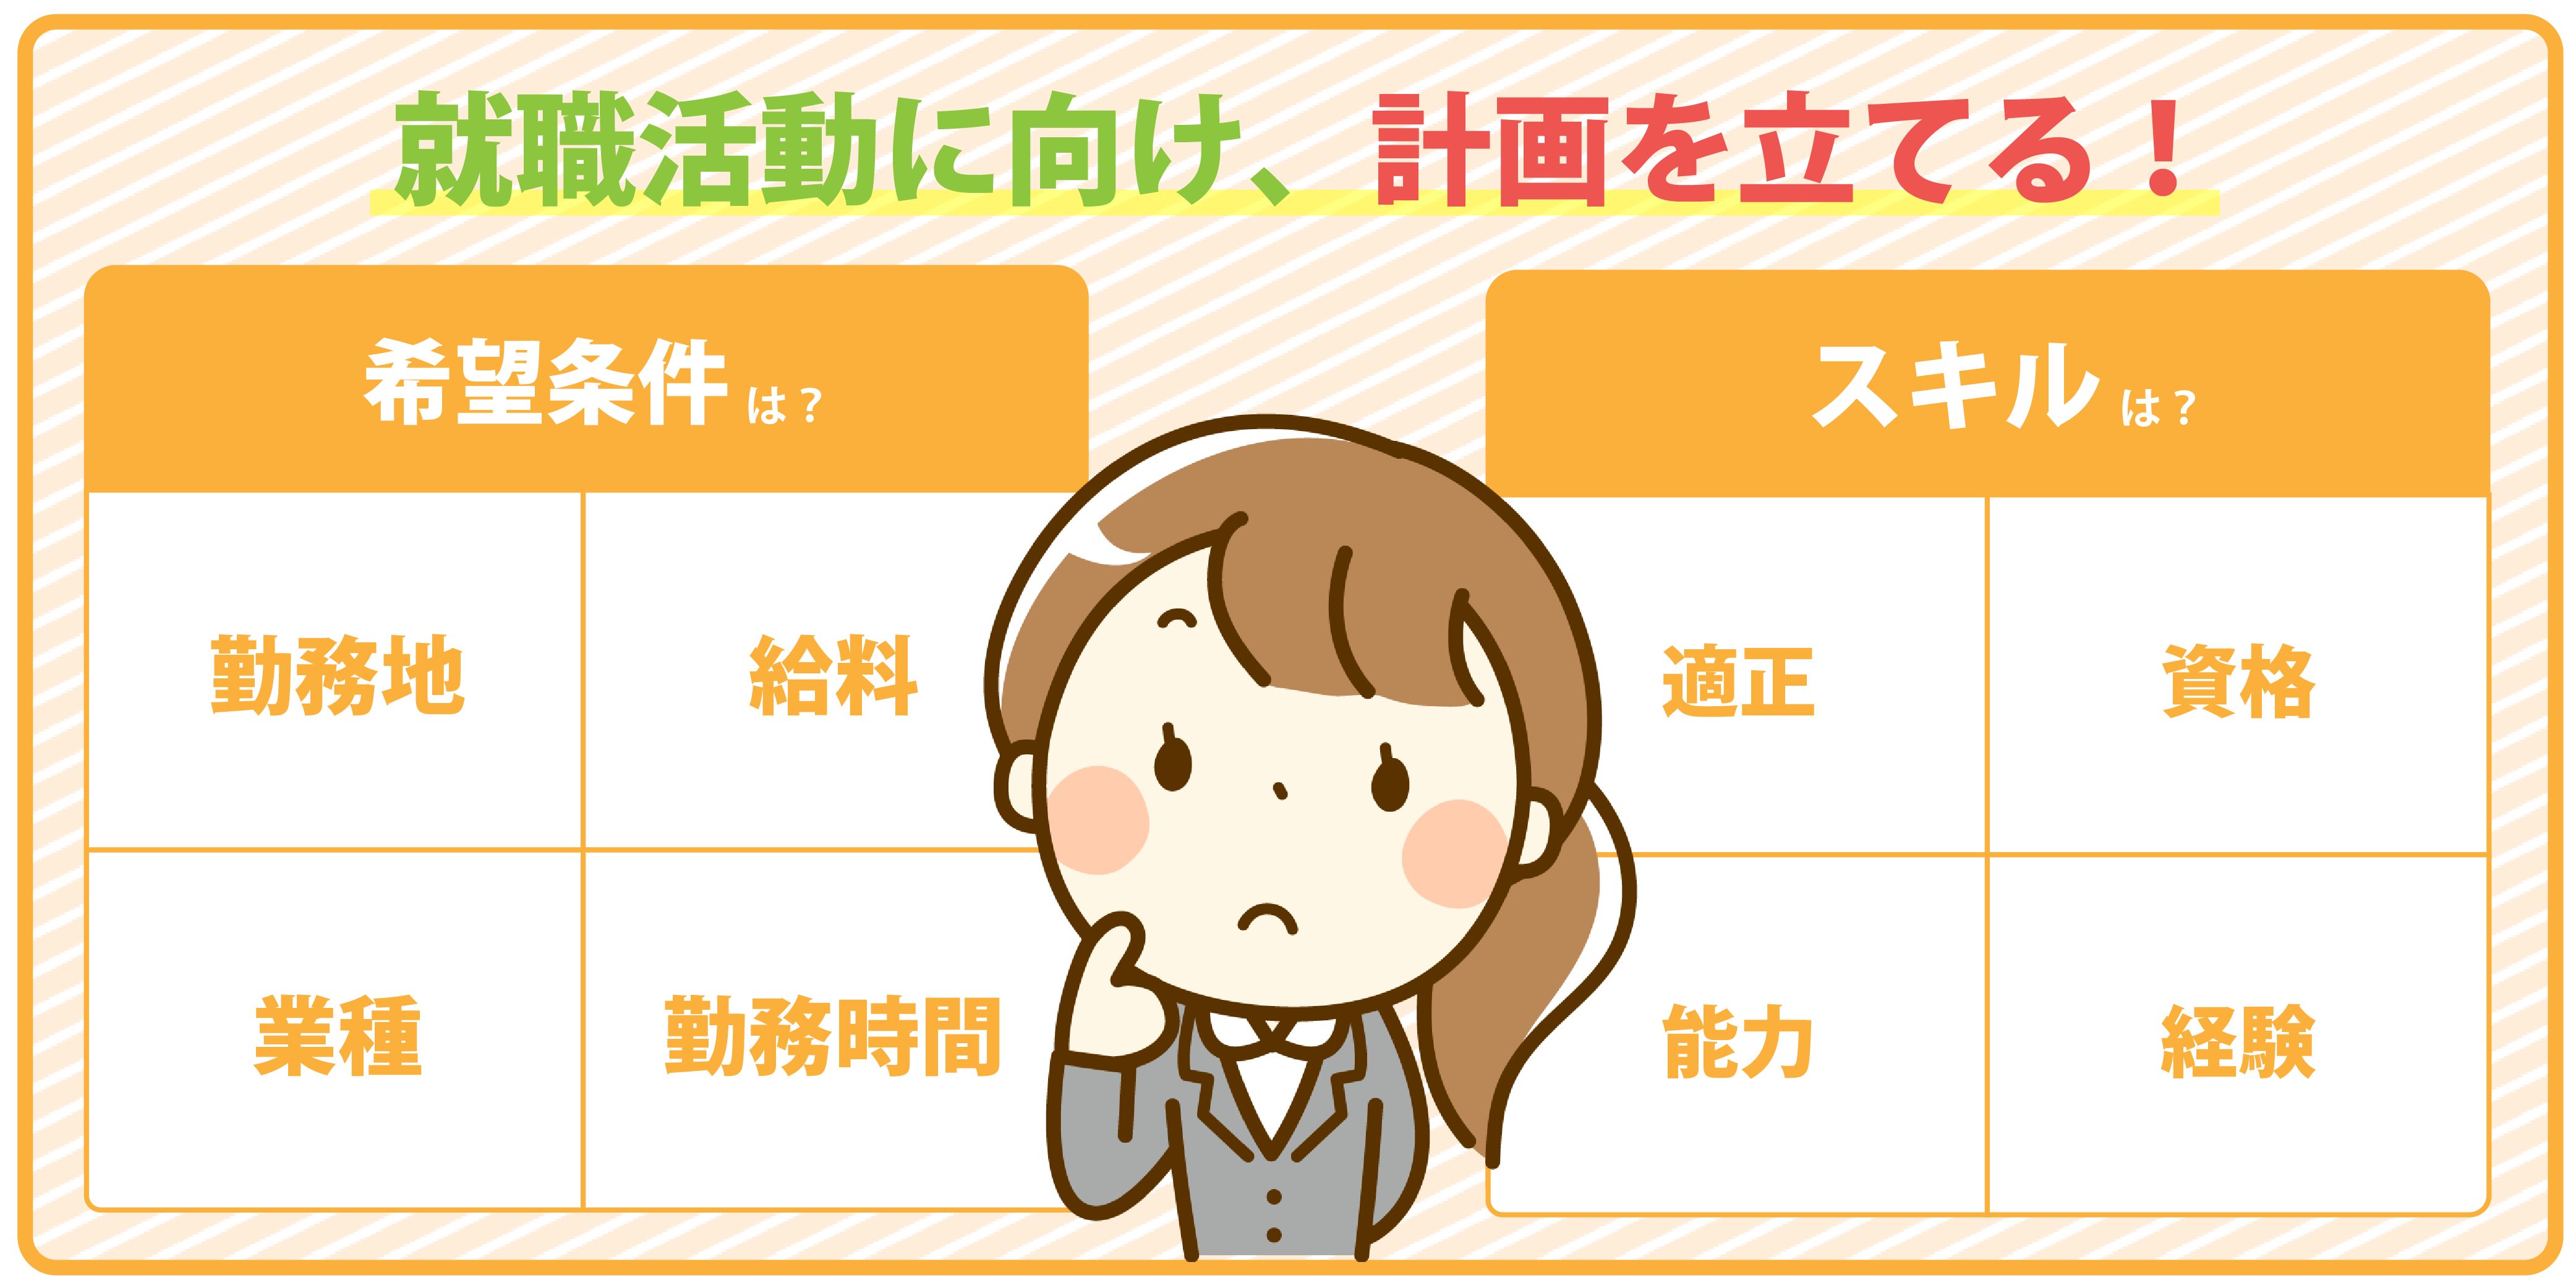 就職活動に向け、計画を立てる！
希望条件は？
勤務地 給料
業種 勤務時間
スキルは？
適正 資格
能力 経験